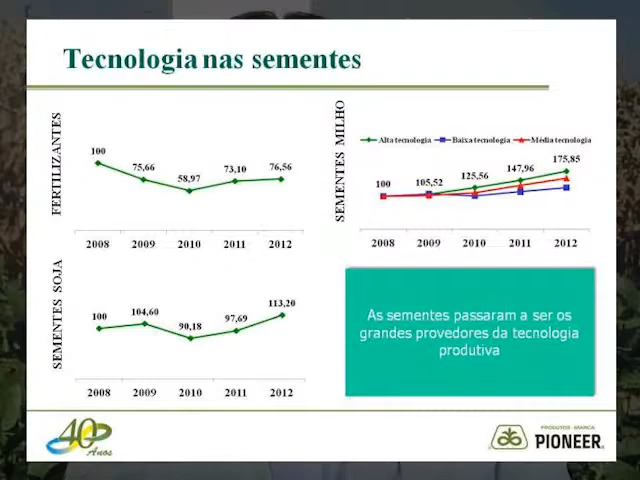 Tecnologia nas sementes
FERTILIZANTES
100
75,66
58,97
73,10
76,56
2008 2009 2010 2011 2012
SEMENTES MILHO
Alta tecnologia Baixa tecnologia Média tecnologia
100
105,52
125,56
147,96
175,85
2008 2009 2010 2011 2012
SEMENTES SOJA
100
104,60
90,18
97,69
113,20
2008 2009 2010 2011 2012
As sementes passaram a ser os
grandes provedores da tecnologia
produtiva
40
Anos
PRODUTOS - MARCA
PIONEER